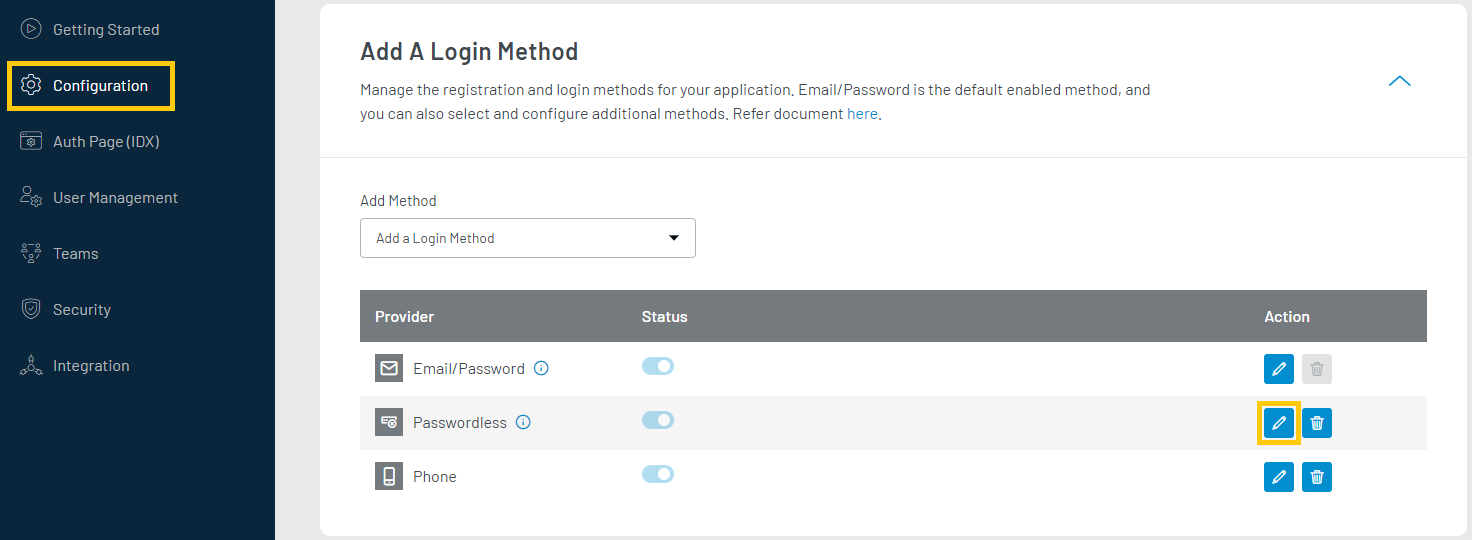 Getting Started
Configuration
Auth Page (IDX)
User Management
Teams
Security
Integration
Add A Login Method
Manage the registration and login methods for your application. Email/Password is the default enabled method, and
you can also select and configure additional methods. Refer document here.
Add Method
Add a Login Method
Provider Status Action
Email/Password
Passwordless
Phone